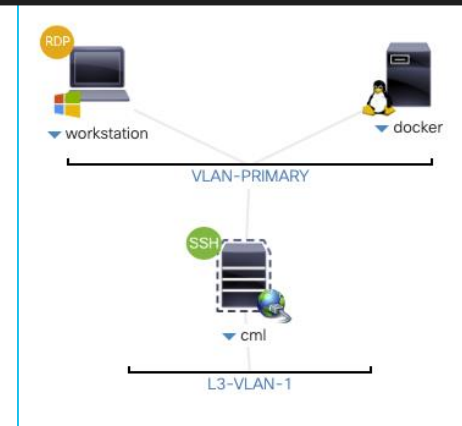 RDP
workstation
docker
VLAN-PRIMARY
SSH
cml
L3-VLAN-1